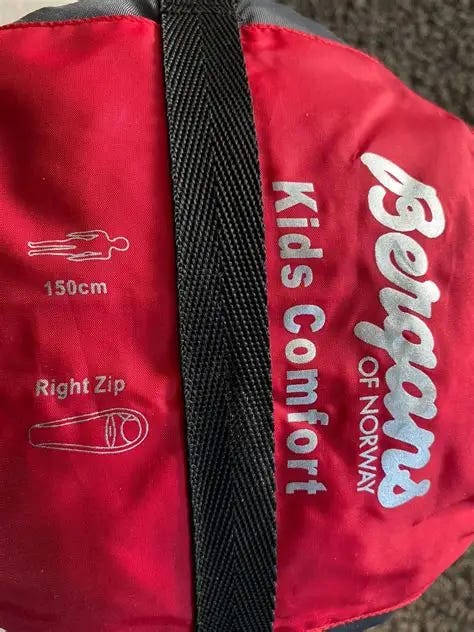 Bergans
OF NORWAY
Kids Comfort
150cm
Right Zip